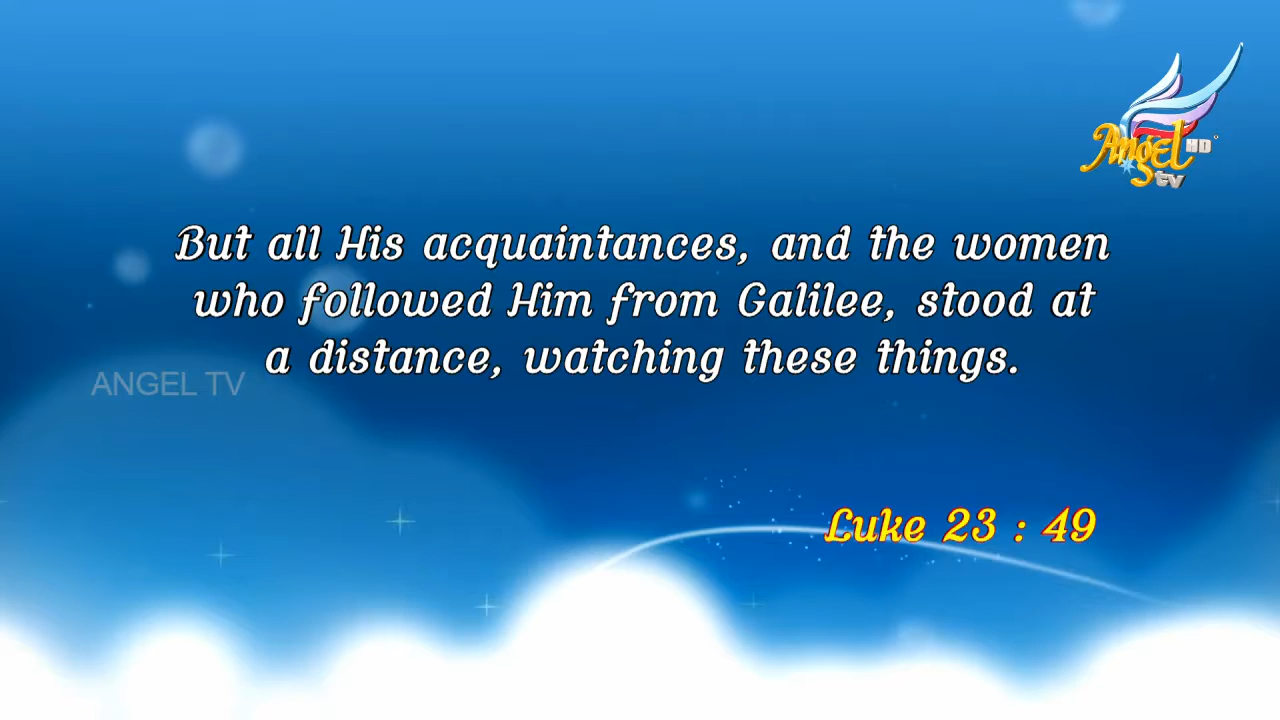 Angel HD
tv
But all His acquaintances, and the women
who followed Him from Galilee, stood at
a distance, watching these things.
ANGEL TV
Luke 23 : 49